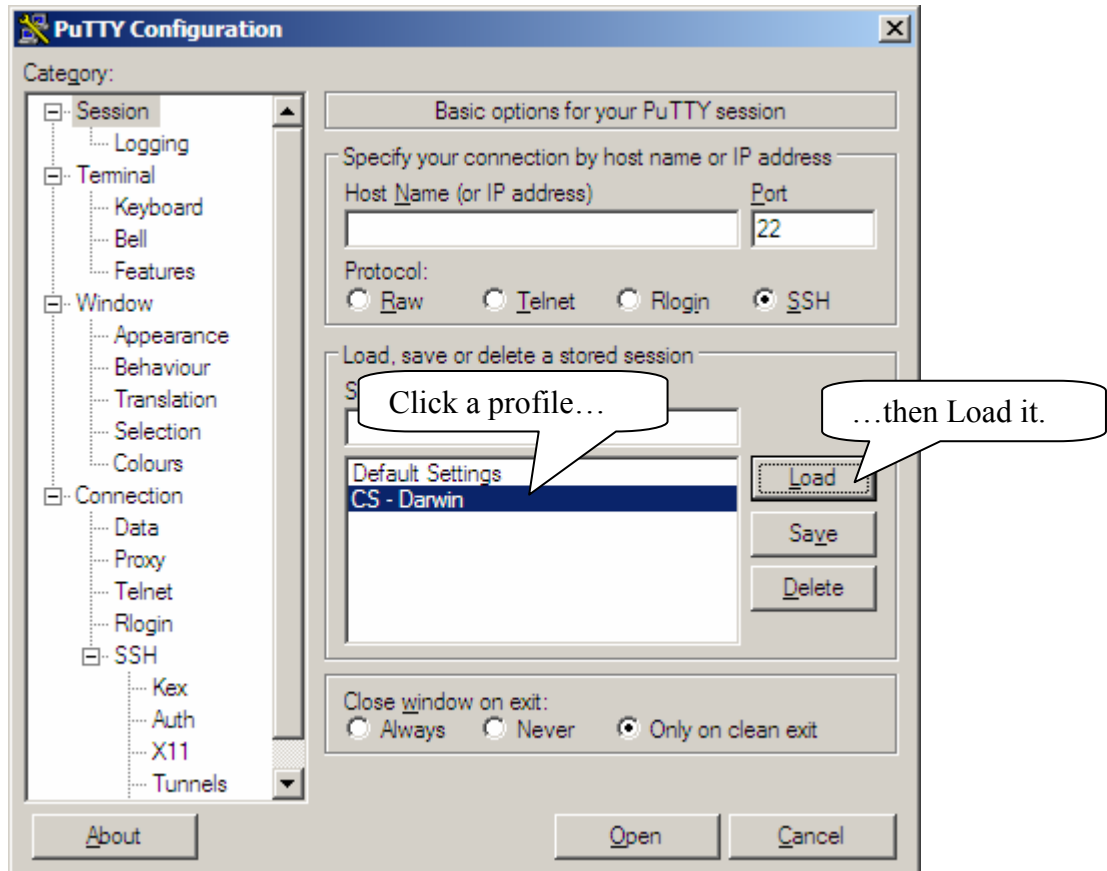 PuTTY Configuration
Category:
Session
Logging
Terminal
Keyboard
Bell
Features
Window
Appearance
Behaviour
Translation
Selection
Colours
Connection
Data
Proxy
Telnet
Rlogin
SSH
Kex
Auth
X11
Tunnels
Basic options for your PuTTY session
Specify your connection by host name or IP address
Host Name (or IP address) Port
22
Protocol:
Raw Telnet Rlogin SSH
Load, save or delete a stored session
Click a profile…
…then Load it.
Default Settings
CS - Darwin
Load
Save
Delete
Close window on exit:
Always Never Only on clean exit
About Open Cancel